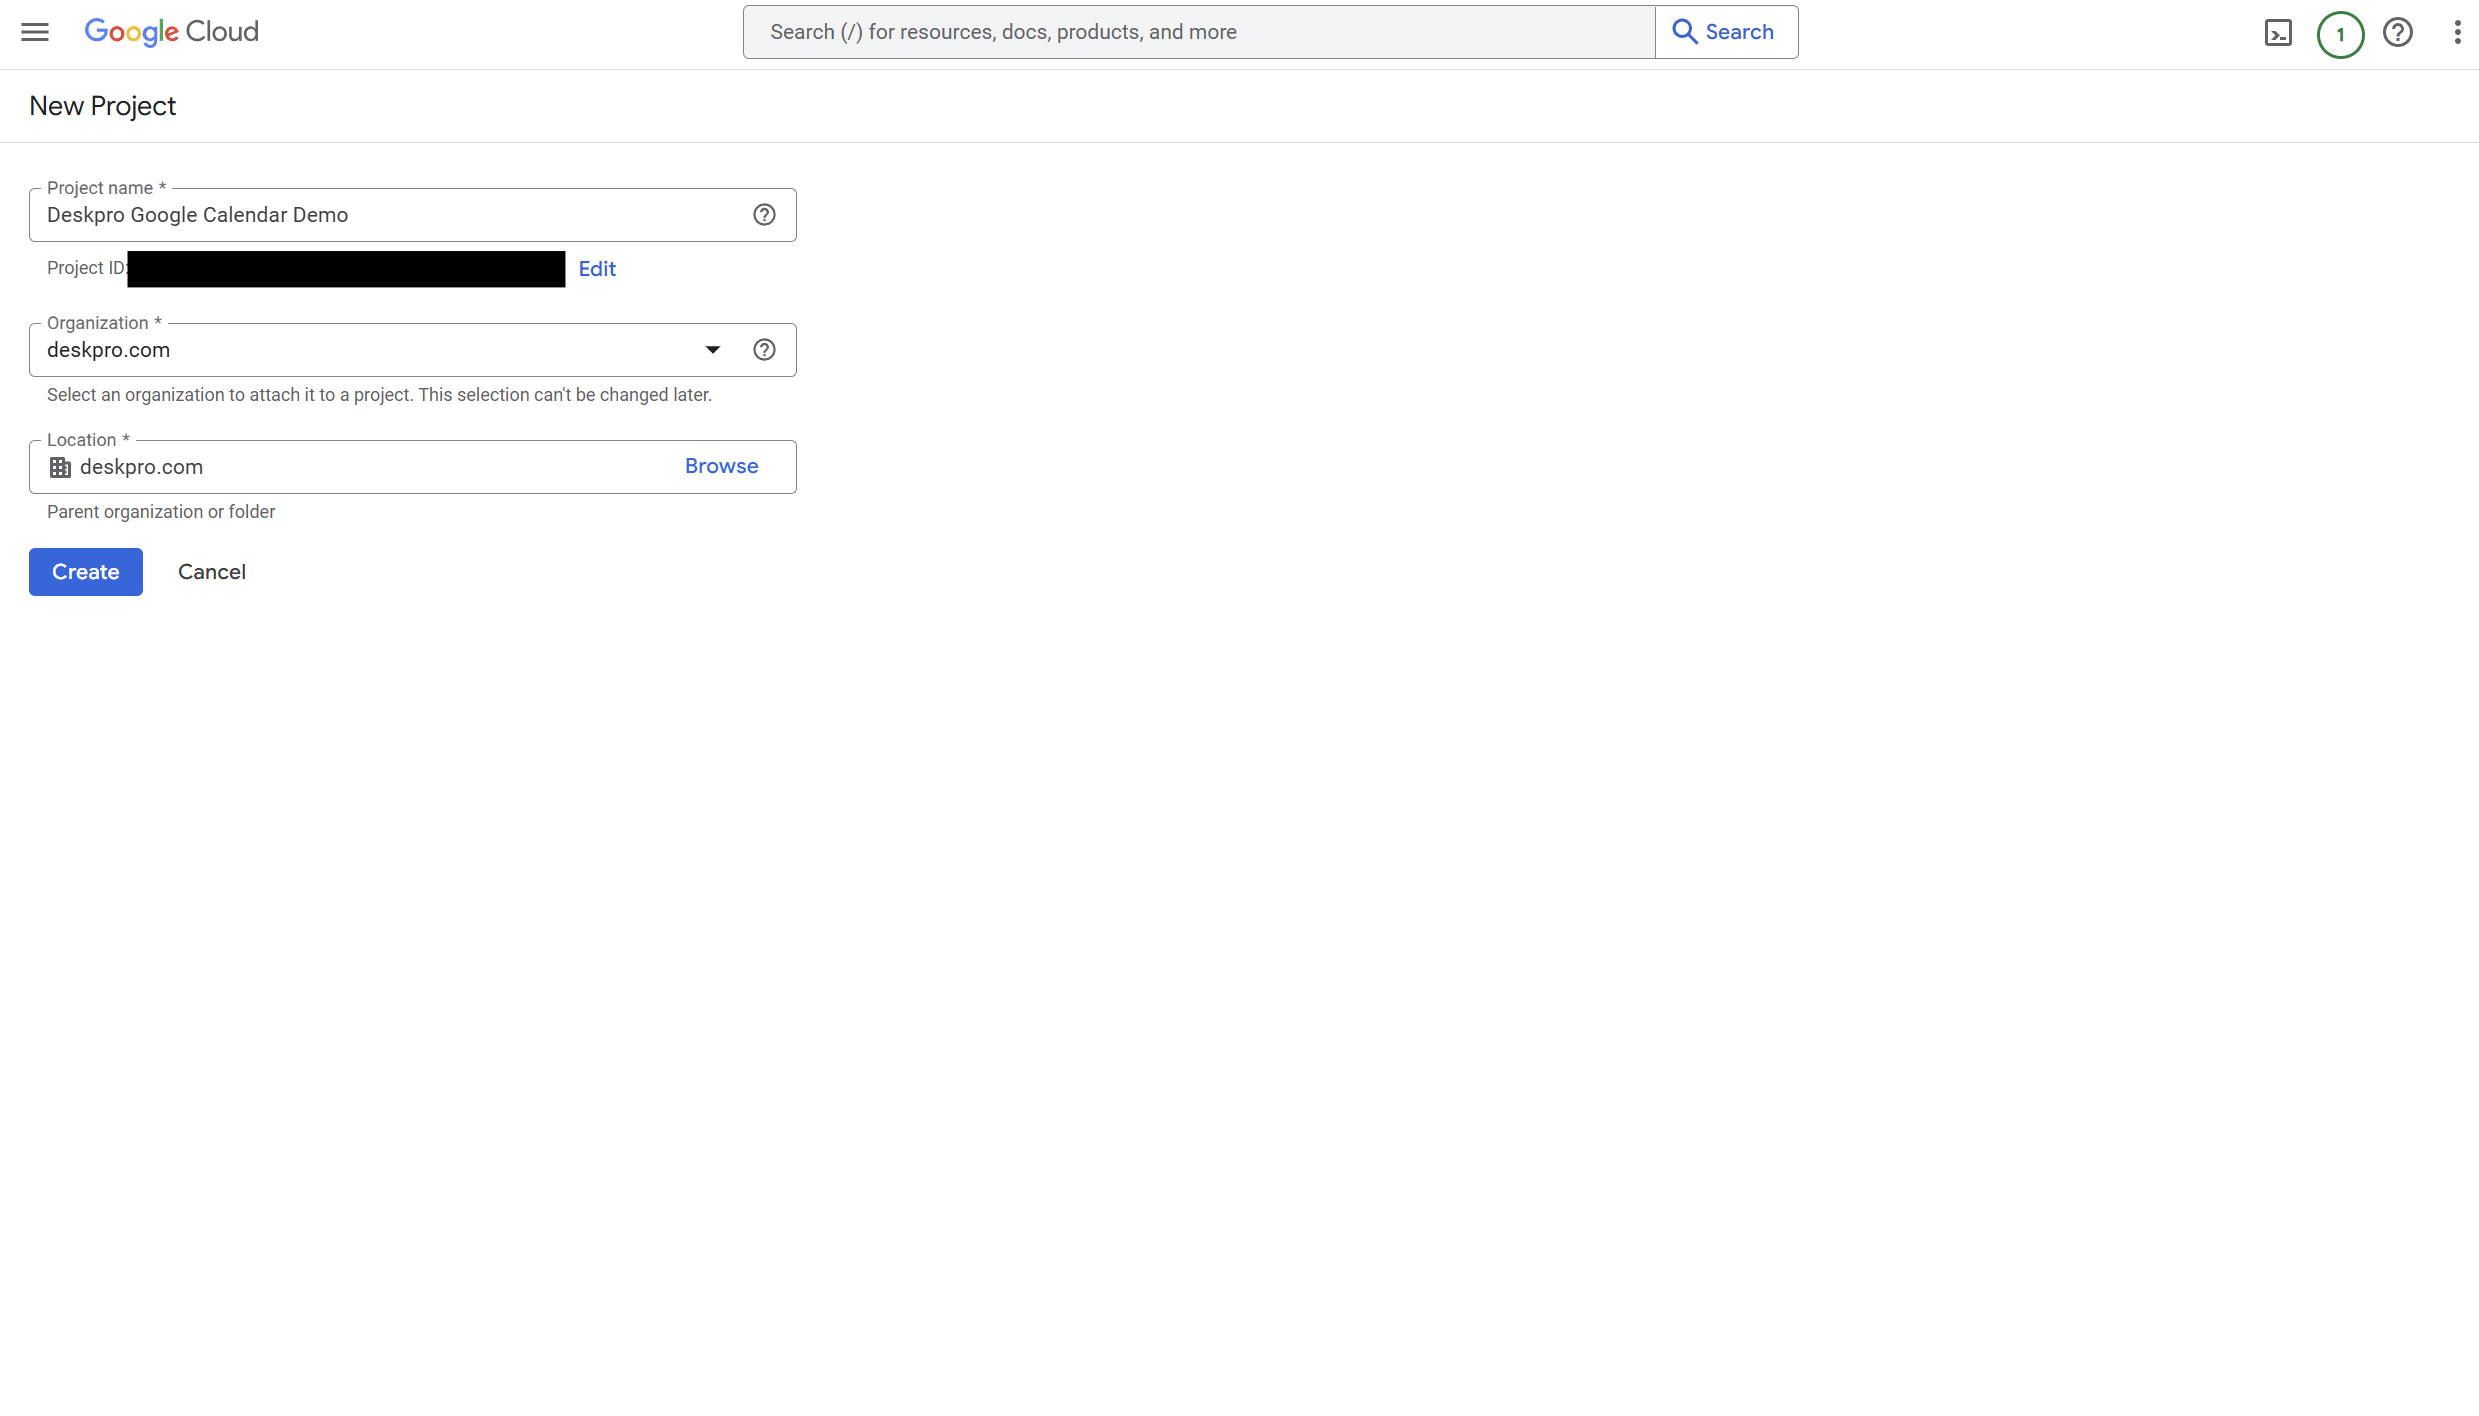 Google Cloud
Search (/) for resources, docs, products, and more
Search
1
New Project
Project name *
Deskpro Google Calendar Demo
Project ID:
Edit
Organization *
deskpro.com
Select an organization to attach it to a project. This selection can't be changed later.
Location *
deskpro.com
Browse
Parent organization or folder
Create
Cancel